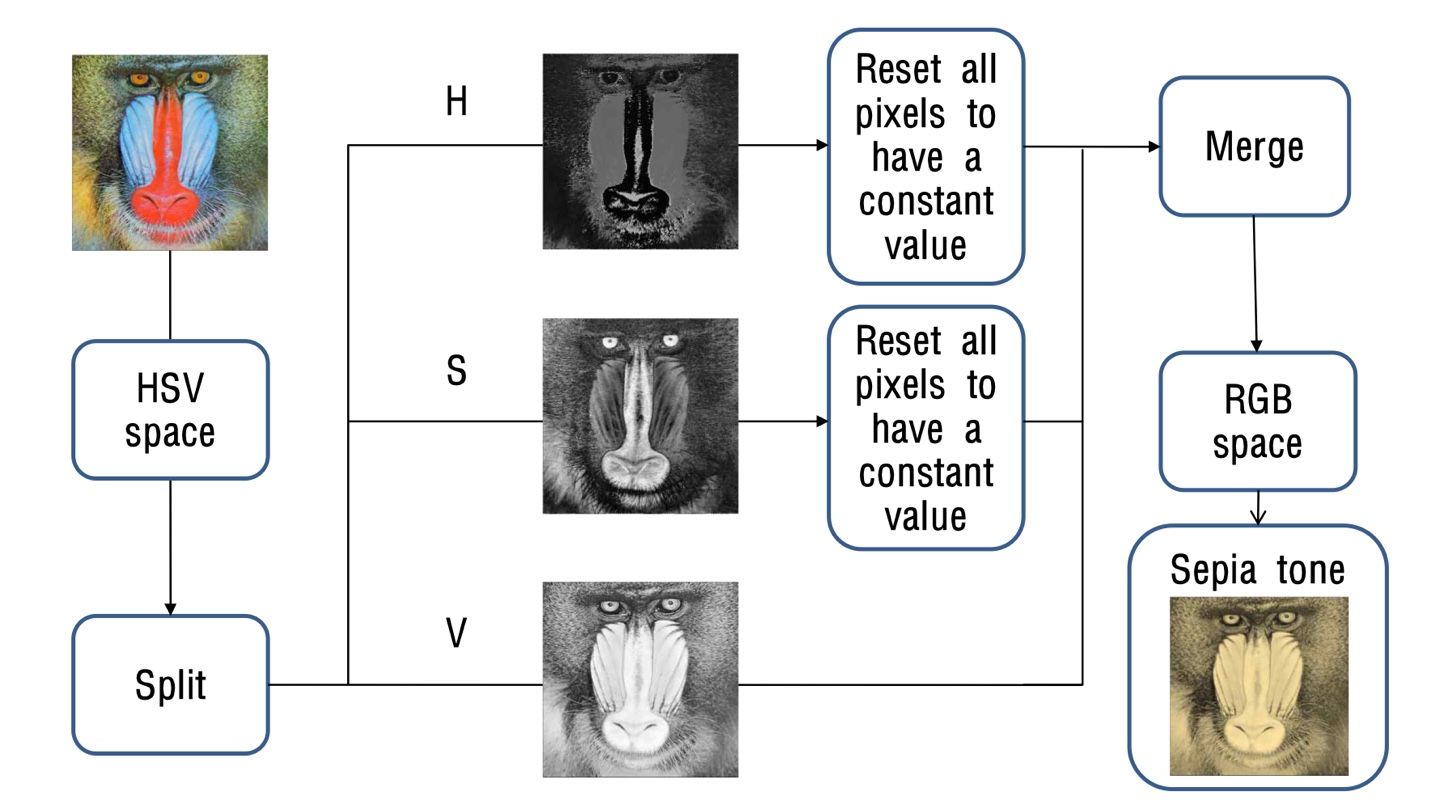 H
Reset all
pixels to
have a
constant
value
Merge
HSV
space
S
Reset all
pixels to
have a
constant
value
RGB
space
Split
V
Sepia tone